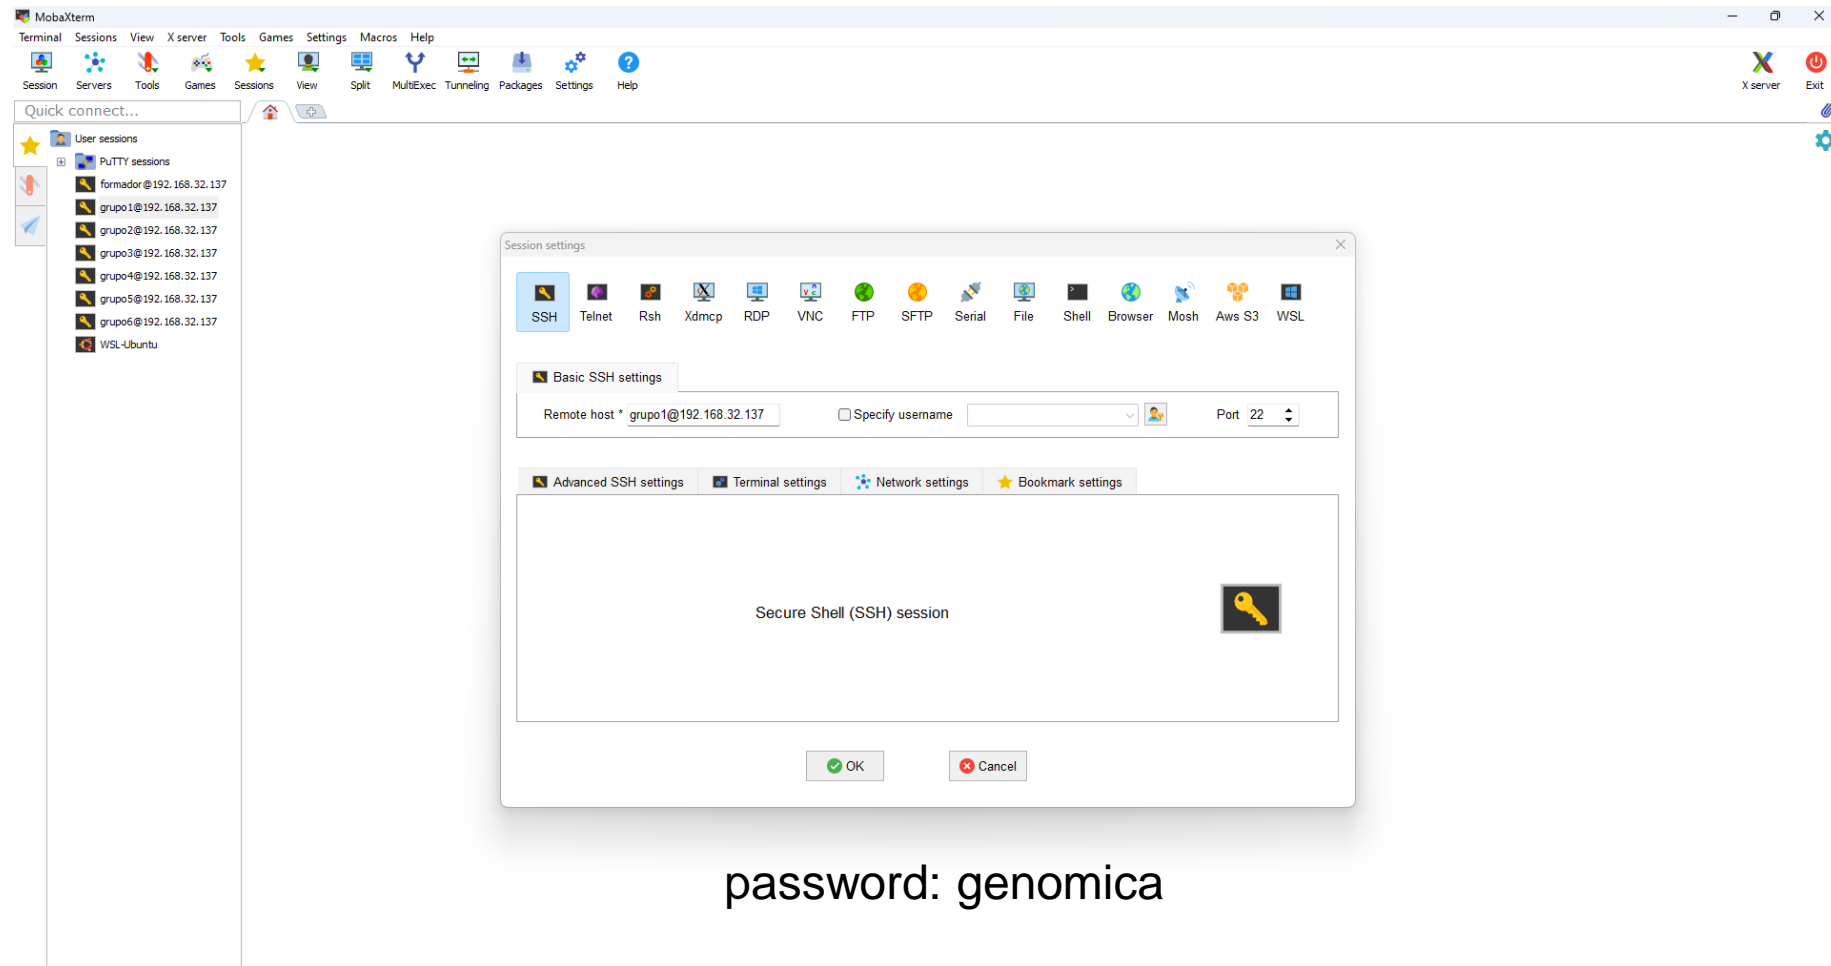 MobaXterm
Terminal Sessions View X server Tools Games Settings Macros Help
Session Servers Tools Games Sessions View Split MultiExec Tunneling Packages Settings Help X server Exit
Quick connect...
User sessions
PuTTY sessions
formador@192.168.32.137
grupo1@192.168.32.137
grupo2@192.168.32.137
grupo3@192.168.32.137
grupo4@192.168.32.137
grupo5@192.168.32.137
grupo6@192.168.32.137
WSL-Ubuntu
Session settings
SSH Telnet Rsh Xdmcp RDP VNC FTP SFTP Serial File Shell Browser Mosh Aws S3 WSL
Basic SSH settings
Remote host * grupo1@192.168.32.137 Specify username Port 22
Advanced SSH settings Terminal settings Network settings Bookmark settings
Secure Shell (SSH) session
OK Cancel
password: genomica